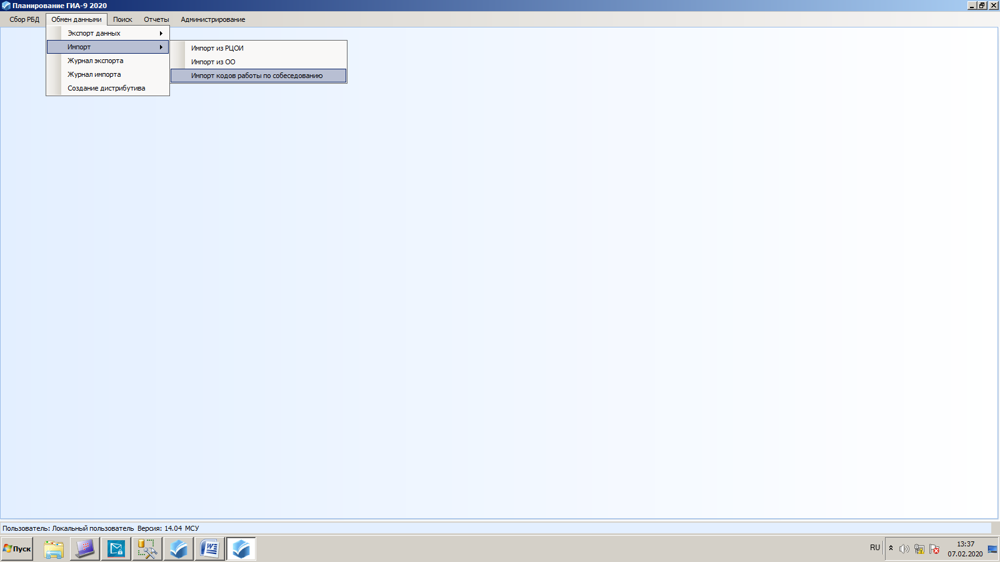 Планирование ГИА-9 2020
Сбор РБД Обмен данными Поиск Отчеты Администрирование
Экспорт данных
Импорт
Журнал экспорта
Журнал импорта
Создание дистрибутива
Импорт из РЦОИ
Импорт из ОО
Импорт кодов работы по собеседованию
Пользователь: Локальный пользователь Версия: 14.04 МСУ
Пуск
RU
13:37
07.02.2020